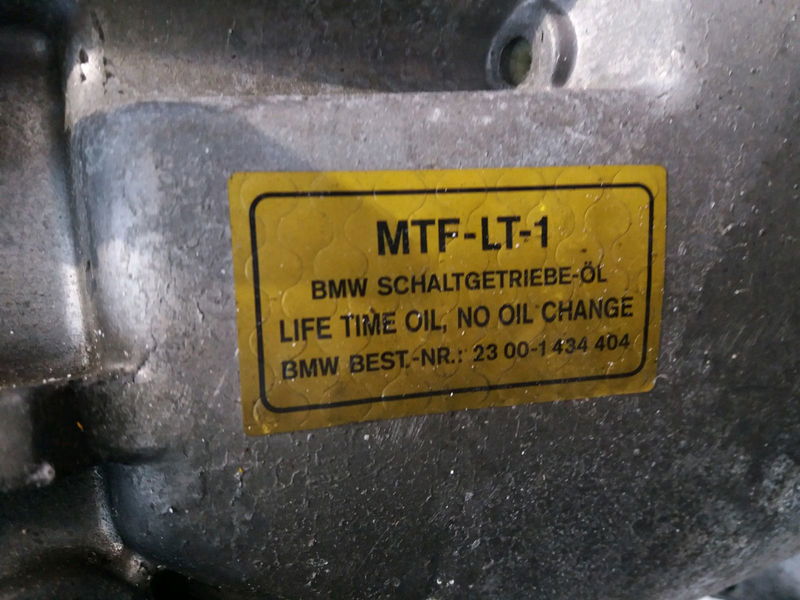 MTF-LT-1
BMW SCHALTGETRIEBE-ÖL
LIFE TIME OIL, NO OIL CHANGE
BMW BEST.-NR.: 23 00-1 434 404